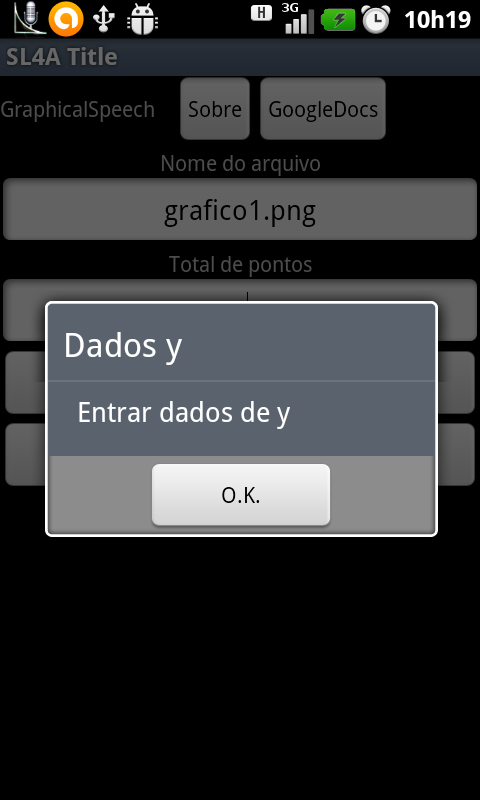 H 3G 10h19
SL4A Title
GraphicalSpeech Sobre GoogleDocs
Nome do arquivo
grafico1.png
Total de pontos
Dados y
Entrar dados de y
O.K.